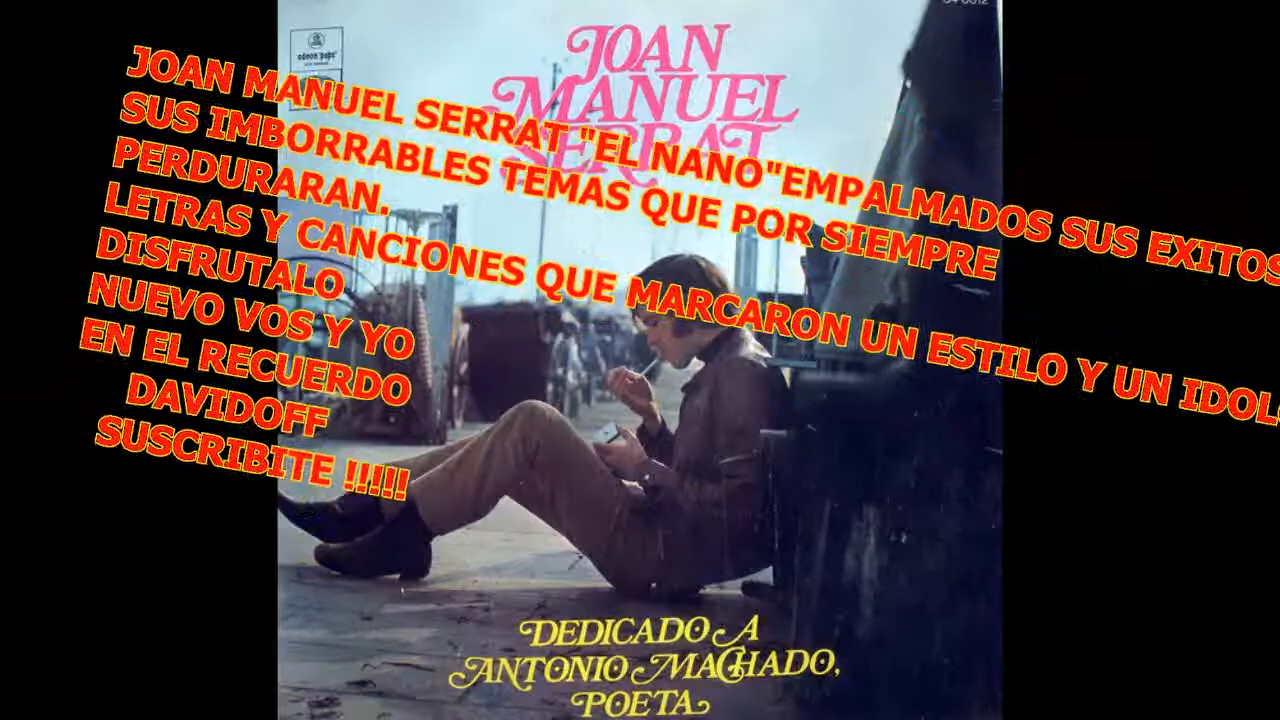 odeon 'pops'
JOAN
MANUEL
SERRAT
JOAN MANUEL SERRAT "EL NANO"EMPALMADOS SUS EXITOS
SUS IMBORRABLES TEMAS QUE POR SIEMPRE
PERDURARAN.
LETRAS Y CANCIONES QUE MARCARON UN ESTILO Y UN IDOL
DISFRUTALO
NUEVO VOS Y YO
EN EL RECUERDO
DAVIDOFF
SUSCRIBITE !!!!!
DEDICADO A
ANTONIO MACHADO,
POETA